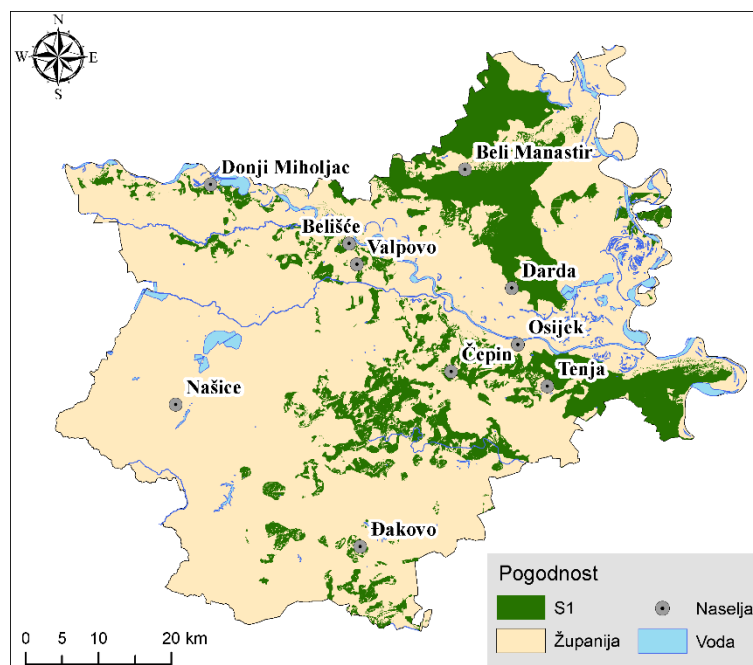 N
W E
S
Donji Miholjac
Beli Manastir
Belišće
Valpovo
Darda
Osijek
Čepin
Tenja
Našice
Đakovo
Pogodnost
S1
Naselja
Županija
Voda
0 5 10 20 km